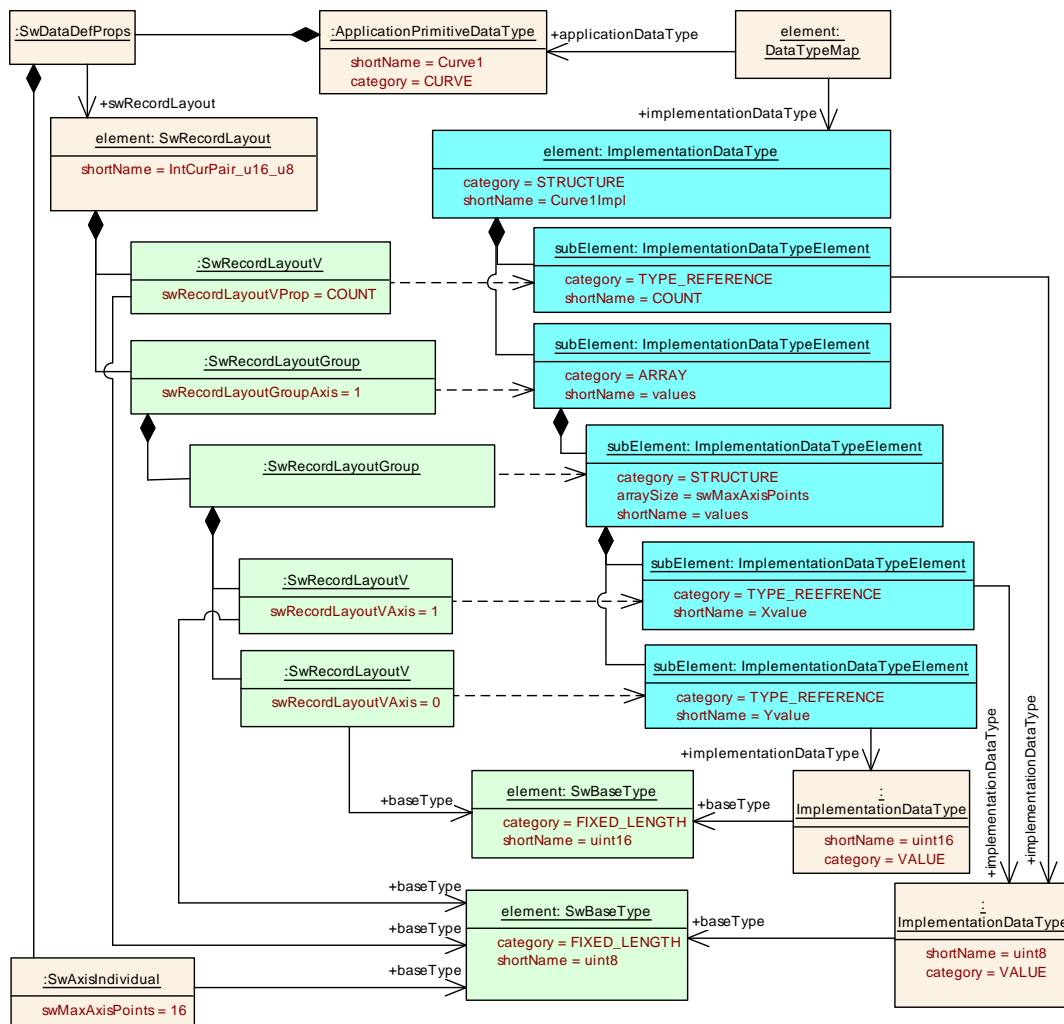 :SwDataDefProps
:ApplicationPrimitiveDataType
shortName = Curve1
category = CURVE
+applicationDataType
element:
DataTypeMap
+swRecordLayout
+implementationDataType
element: SwRecordLayout
shortName = IntCurPair_u16_u8
element: ImplementationDataType
category = STRUCTURE
shortName = Curve1Impl
:SwRecordLayoutV
swRecordLayoutVProp = COUNT
subElement: ImplementationDataTypeElement
category = TYPE_REFERENCE
shortName = COUNT
:SwRecordLayoutGroup
swRecordLayoutGroupAxis = 1
subElement: ImplementationDataTypeElement
category = ARRAY
shortName = values
:SwRecordLayoutGroup
subElement: ImplementationDataTypeElement
category = STRUCTURE
arraySize = swMaxAxisPoints
shortName = values
:SwRecordLayoutV
swRecordLayoutVAxis = 1
subElement: ImplementationDataTypeElement
category = TYPE_REEFRENCE
shortName = Xvalue
:SwRecordLayoutV
swRecordLayoutVAxis = 0
subElement: ImplementationDataTypeElement
category = TYPE_REFERENCE
shortName = Yvalue
+implementationDataType
+implementationDataType
+implementationDataType
+baseType
element: SwBaseType
category = FIXED_LENGTH
shortName = uint16
+baseType
:
ImplementationDataType
shortName = uint16
category = VALUE
+baseType
+baseType
+baseType
element: SwBaseType
category = FIXED_LENGTH
shortName = uint8
+baseType
:
ImplementationDataType
shortName = uint8
category = VALUE
:SwAxisIndividual
swMaxAxisPoints = 16